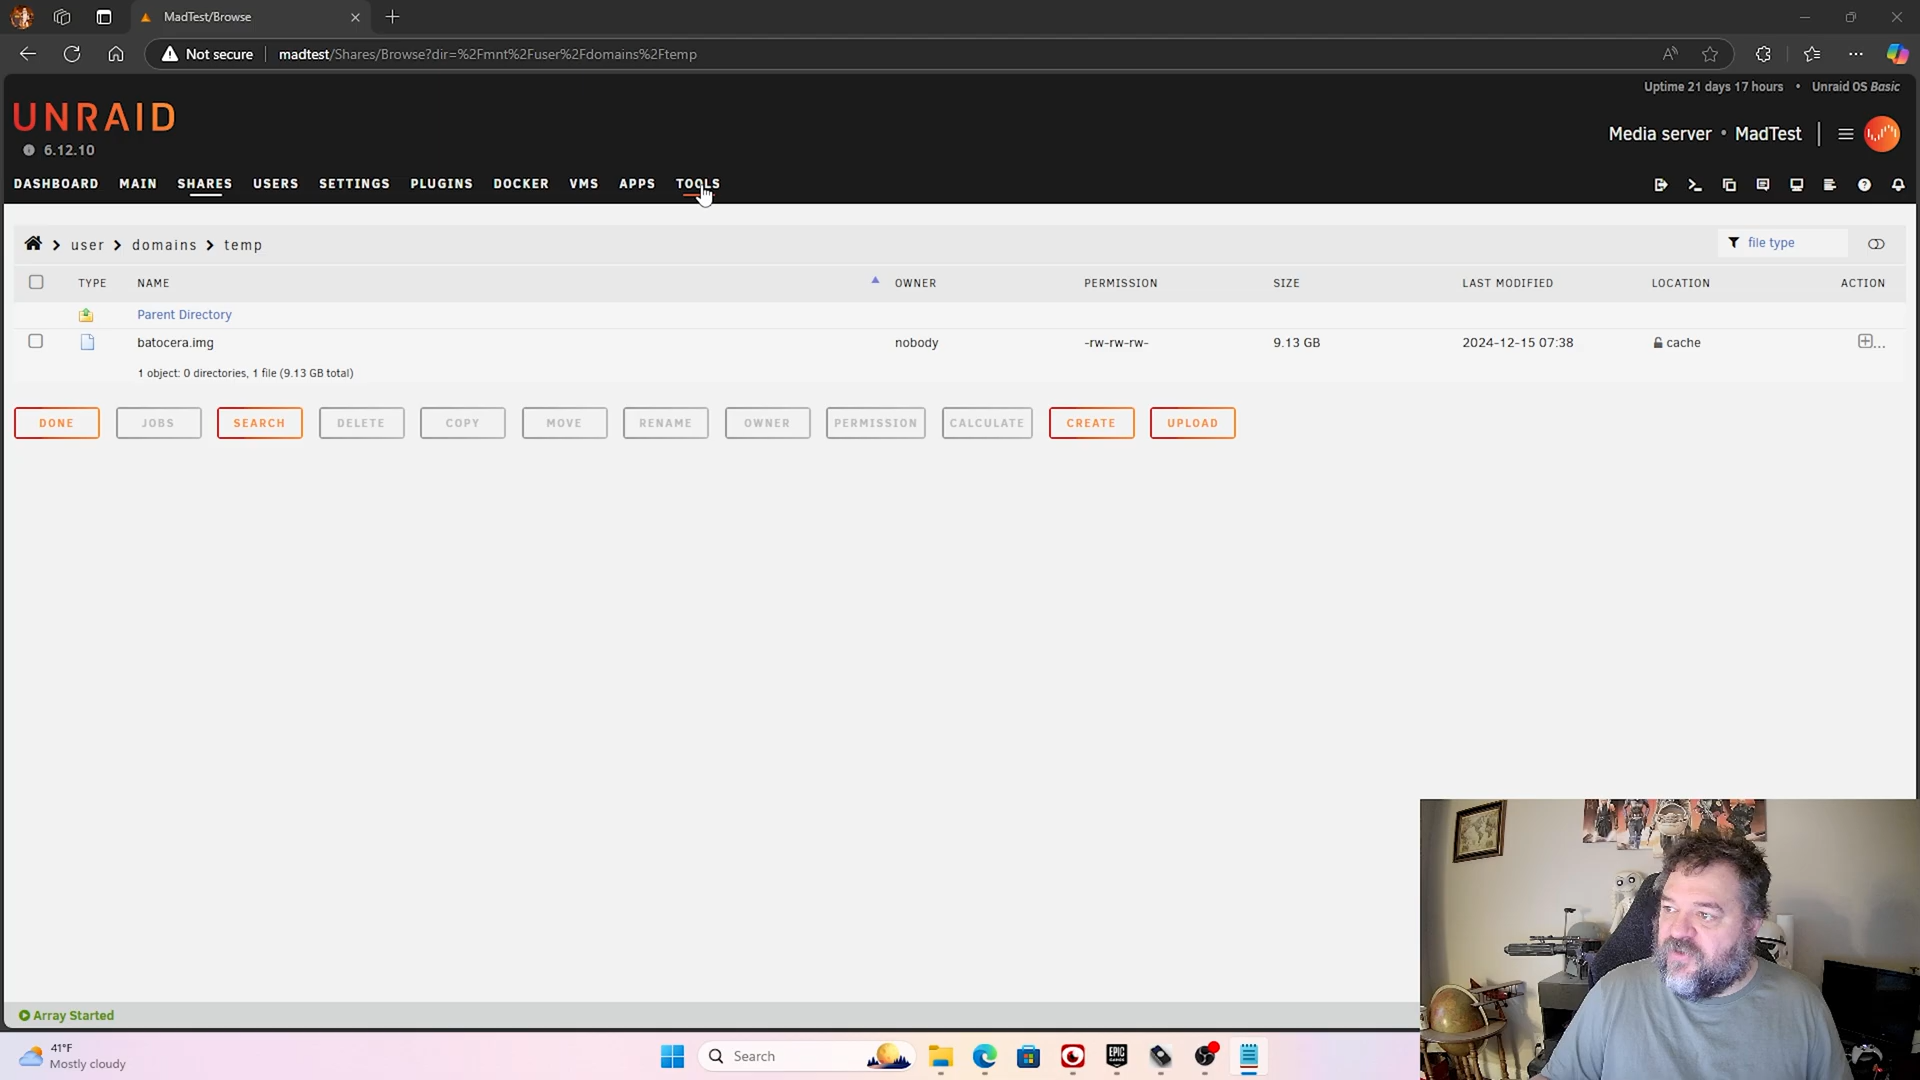 MadTest/Browse
Not secure madtest/Shares/Browse?dir=%2Fmnt%2Fuser%2Fdomains%2Ftemp
Uptime 21 days 17 hours • Unraid OS Basic
UNRAID
6.12.10
Media server • MadTest
DASHBOARD MAIN SHARES USERS SETTINGS PLUGINS DOCKER VMS APPS TOOLS
user domains temp
file type
TYPE NAME OWNER PERMISSION SIZE LAST MODIFIED LOCATION ACTION
Parent Directory
batocera.img nobody -rw-rw-rw- 9.13 GB 2024-12-15 07:38 cache ...
1 object: 0 directories, 1 file (9.13 GB total)
DONE JOBS SEARCH DELETE COPY MOVE RENAME OWNER PERMISSION CALCULATE CREATE UPLOAD
Array Started
41°F
Mostly cloudy
Search
EPIC GAMES